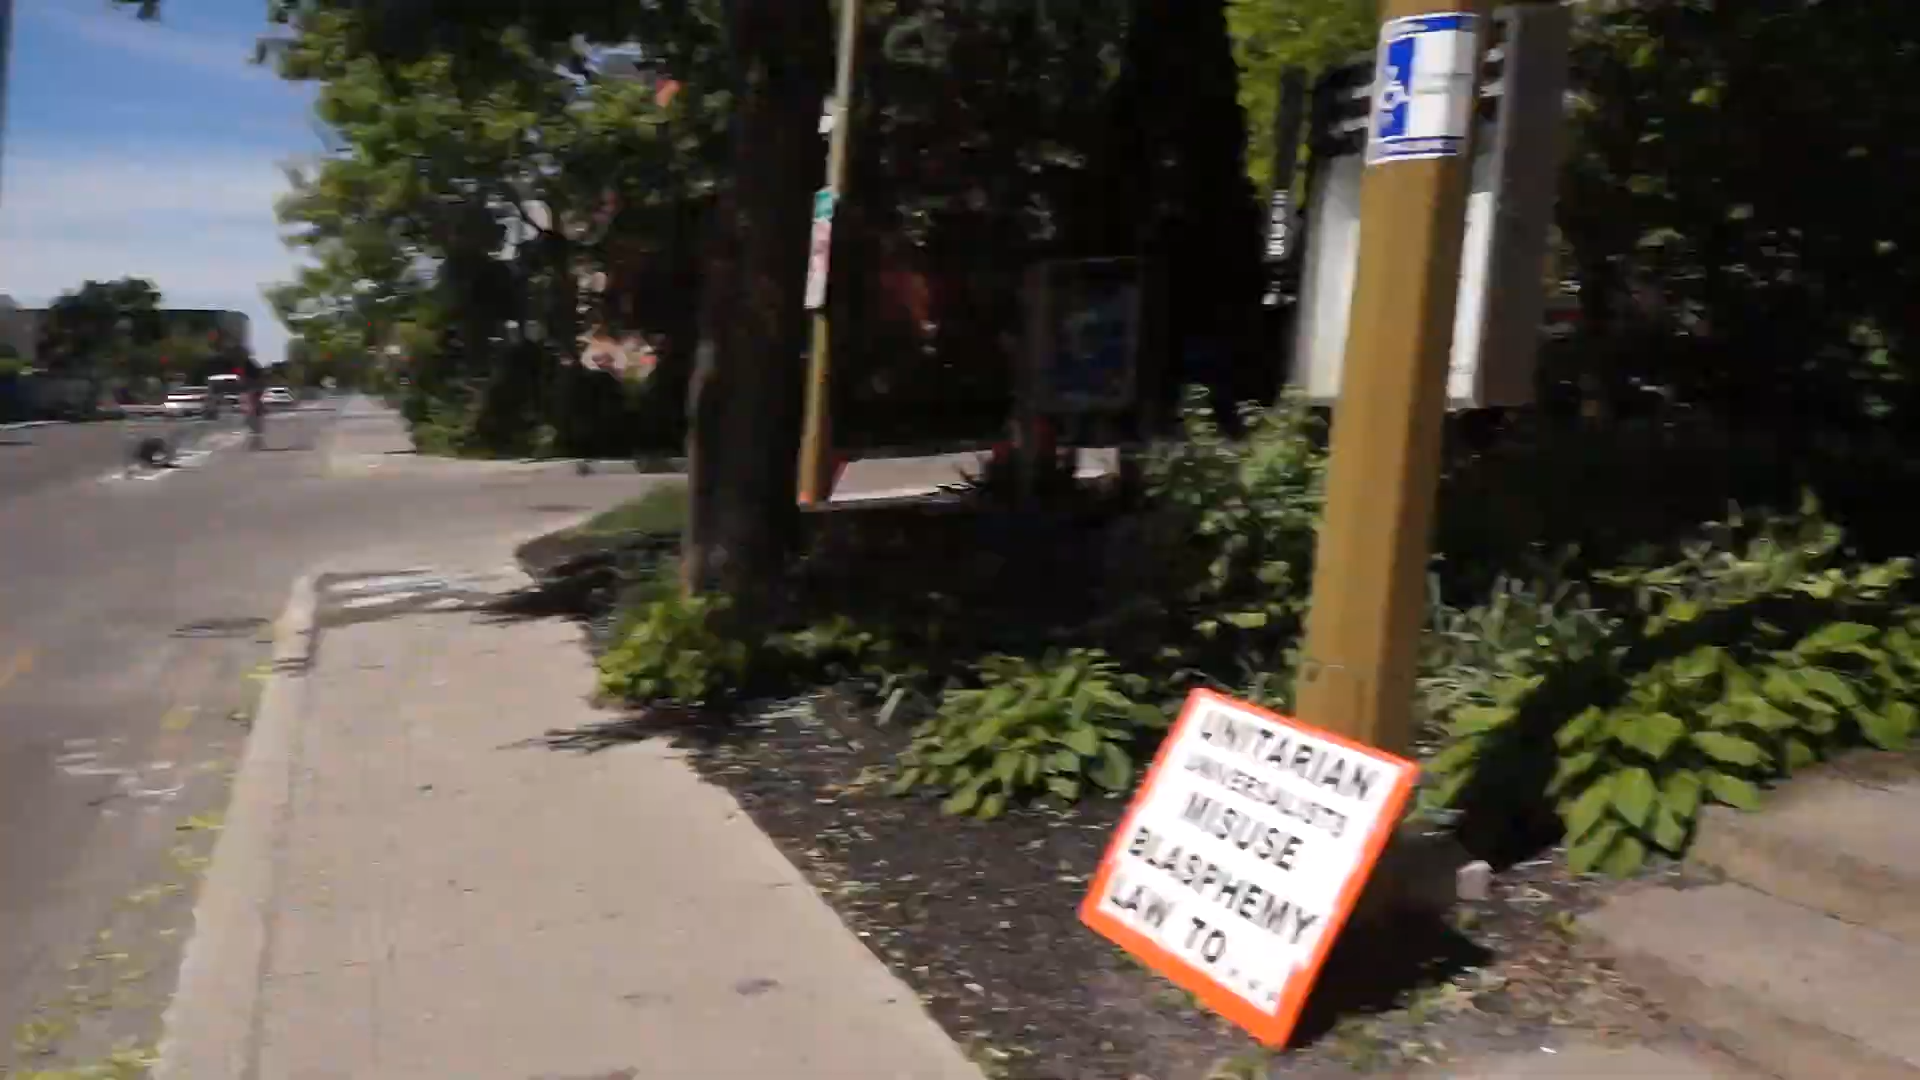 UNITARIAN
UNIVERSALISTS
MISUSE
BLASPHEMY
LAW TO....